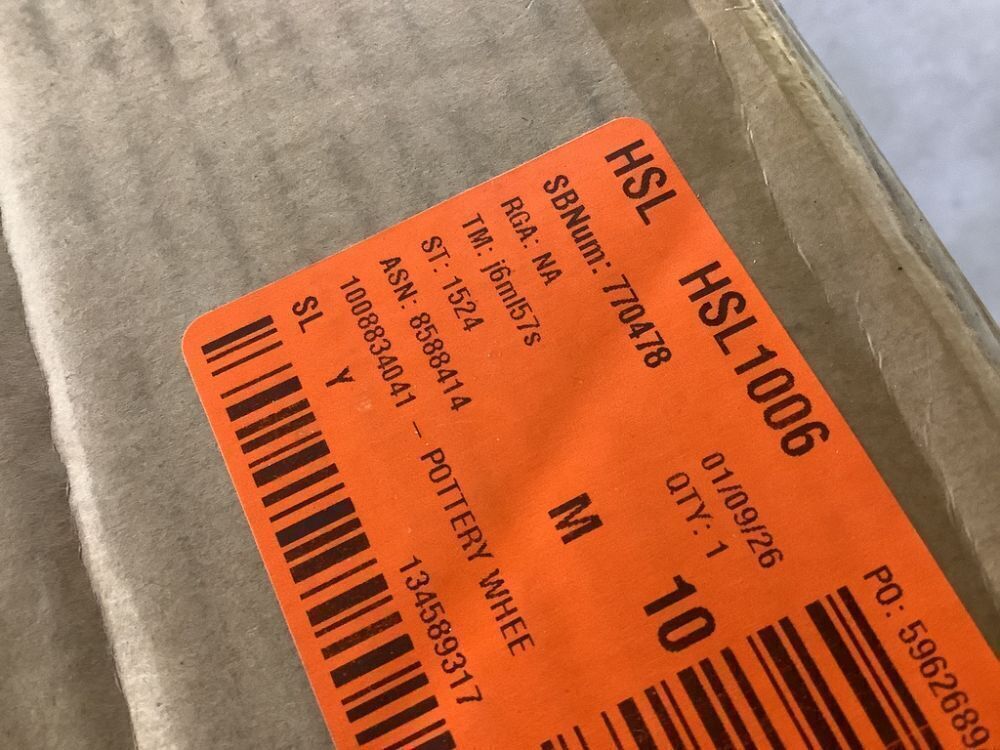 HSL HSL1006
SBNum: 770478 01/09/26 PO: 5962689
RGA: NA QTY: 1
TM: j6ml57s M 10
ST: 1524
ASN: 8588414
1008834041 – POTTERY WHEE
SL Y 134589317